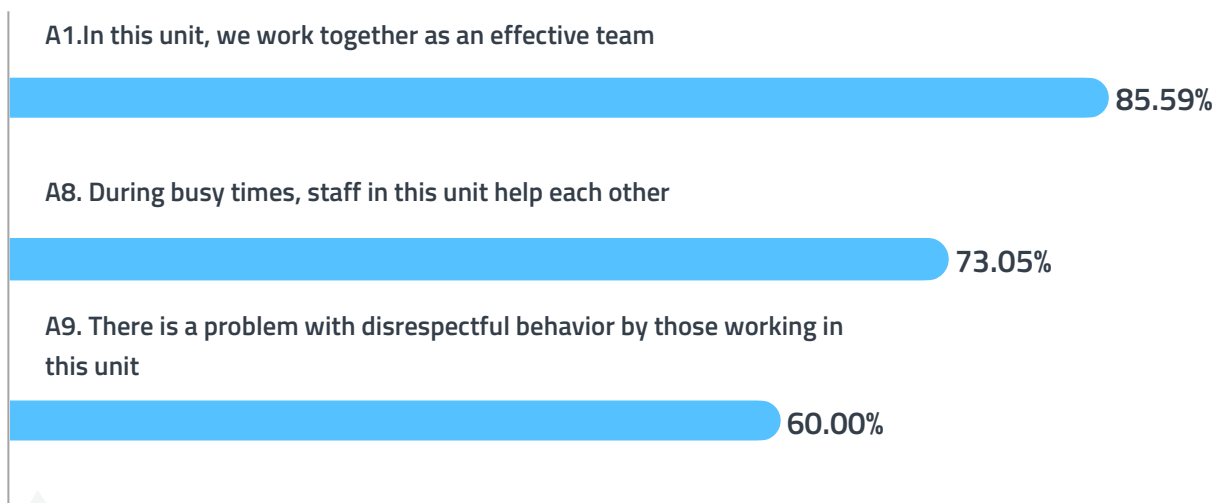 A1.In this unit, we work together as an effective team
85.59%
A8. During busy times, staff in this unit help each other
73.05%
A9. There is a problem with disrespectful behavior by those working in
this unit
60.00%